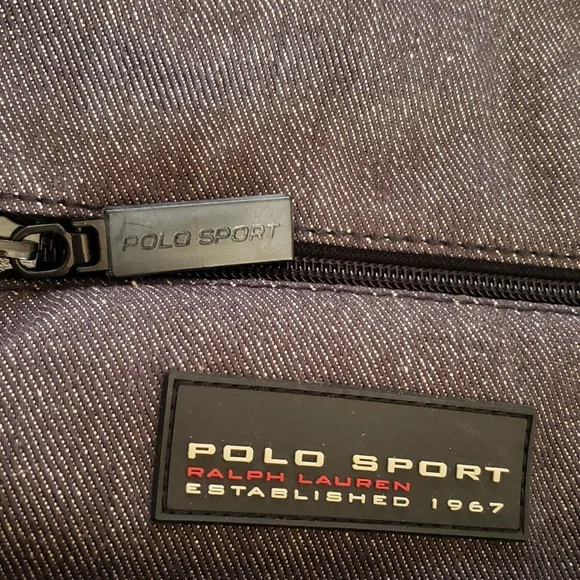 POLO SPORT
POLO SPORT
RALPH LAUREN
ESTABLISHED 1967